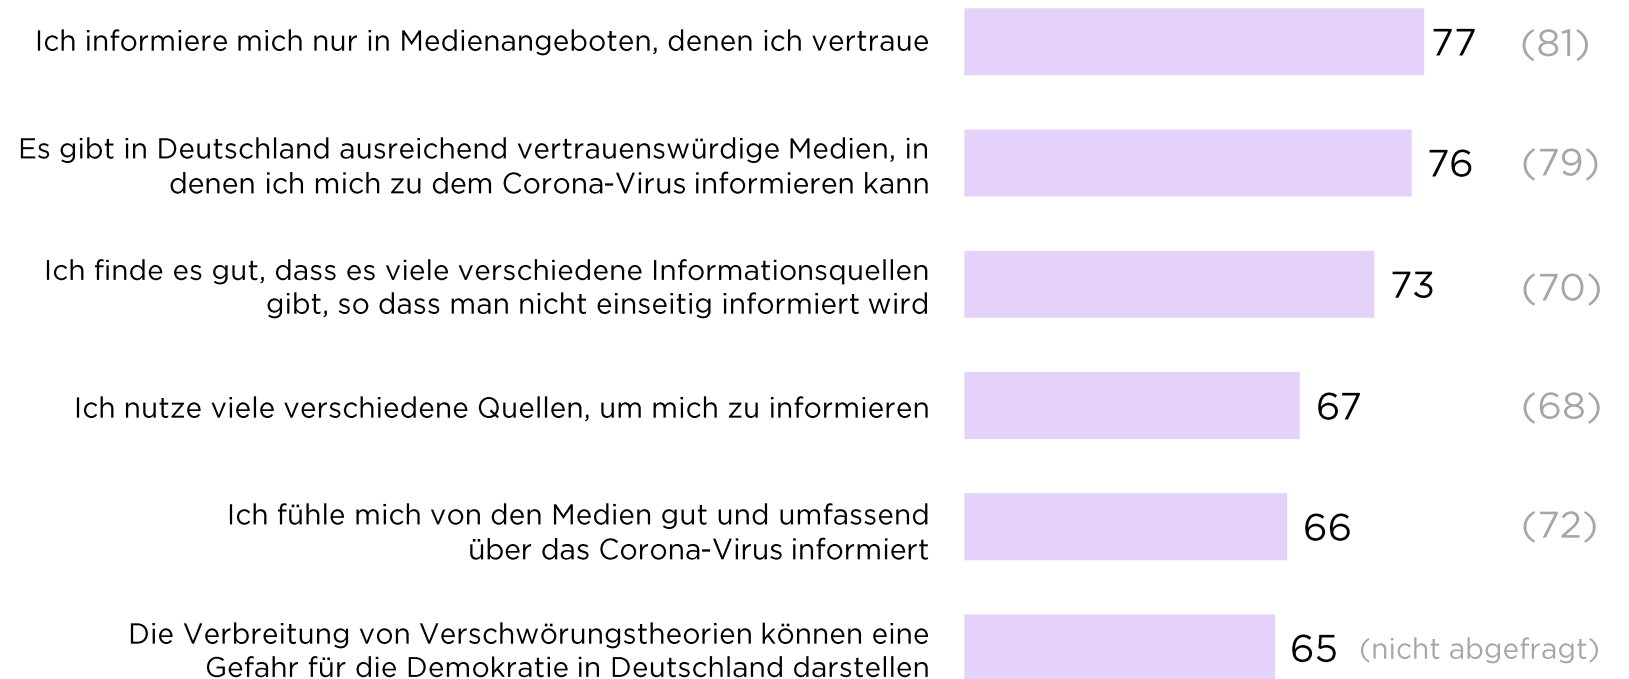 Ich informiere mich nur in Medienangeboten, denen ich vertraue 77 (81)
Es gibt in Deutschland ausreichend vertrauenswürdige Medien, in
denen ich mich zu dem Corona-Virus informieren kann 76 (79)
Ich finde es gut, dass es viele verschiedene Informationsquellen
gibt, so dass man nicht einseitig informiert wird 73 (70)
Ich nutze viele verschiedene Quellen, um mich zu informieren 67 (68)
Ich fühle mich von den Medien gut und umfassend
über das Corona-Virus informiert 66 (72)
Die Verbreitung von Verschwörungstheorien können eine
Gefahr für die Demokratie in Deutschland darstellen 65 (nicht abgefragt)